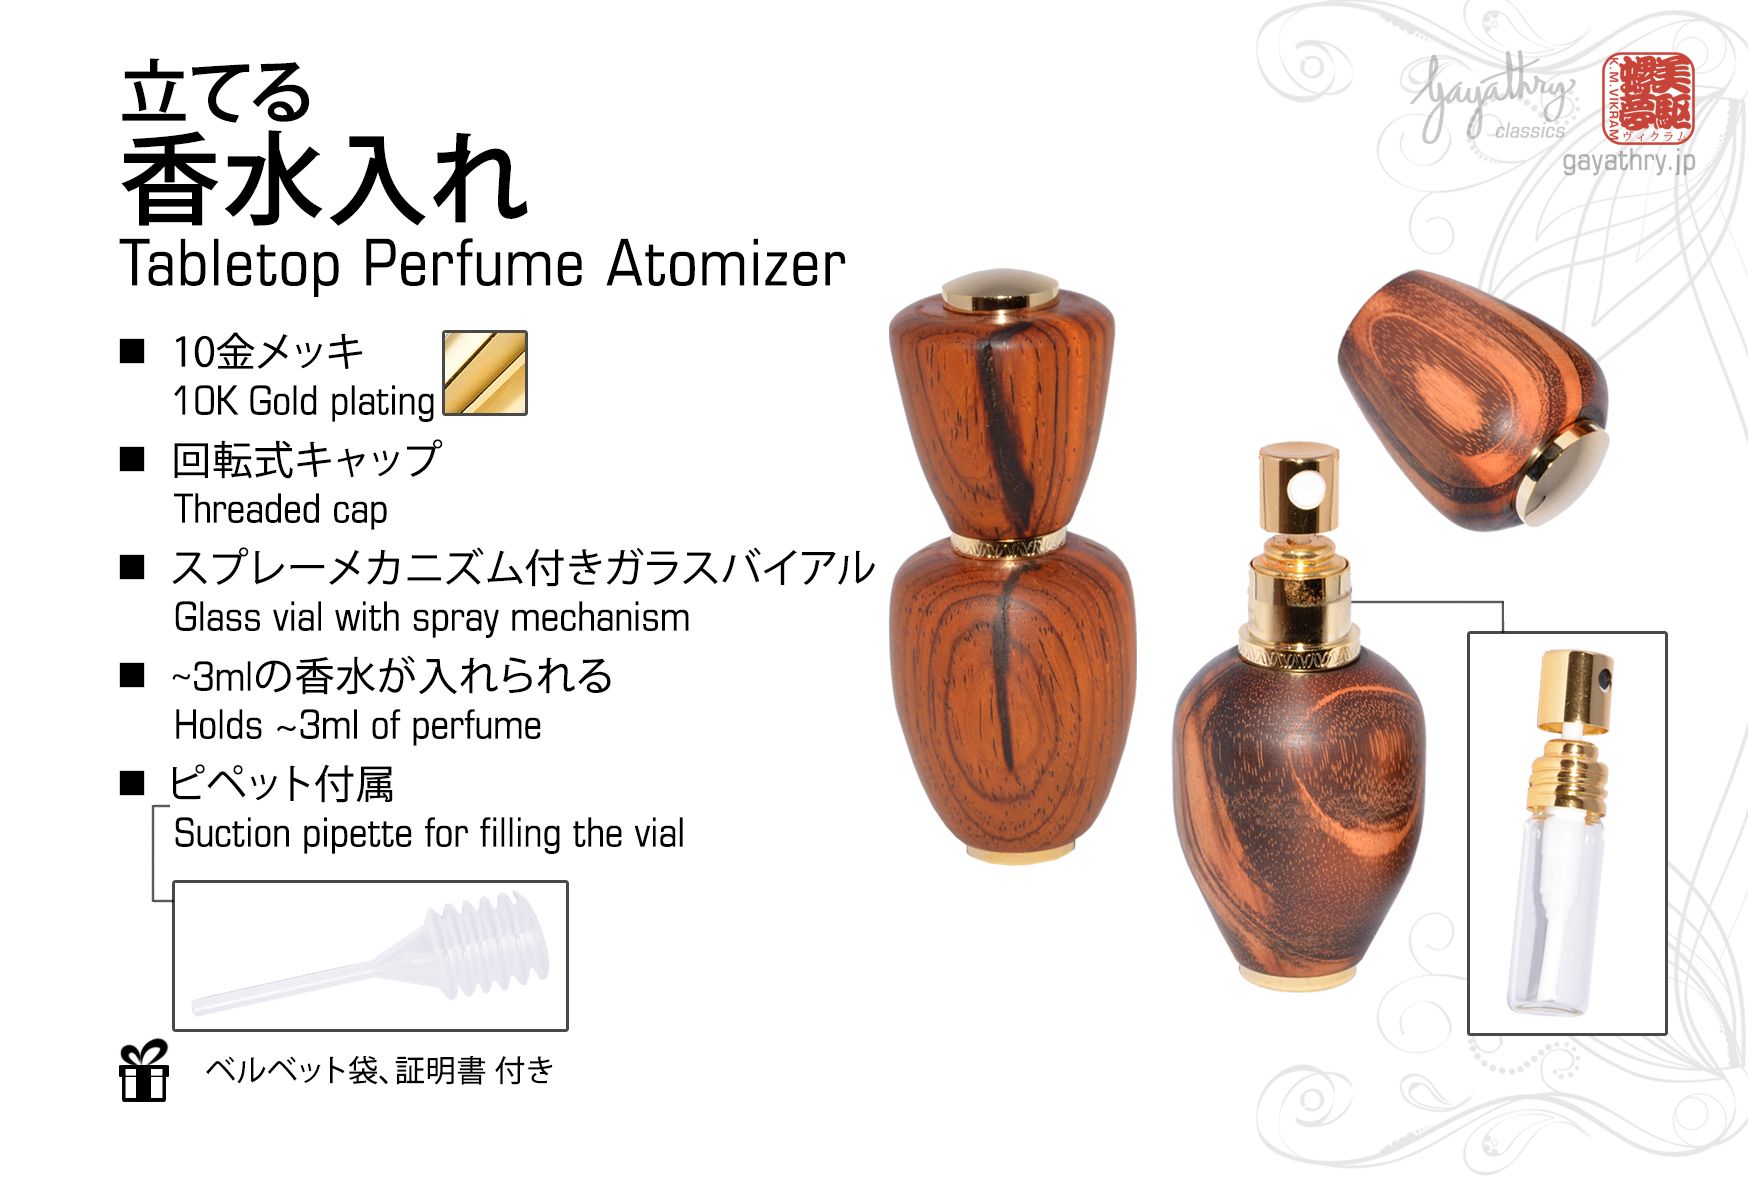 立てる
香水入れ
Tabletop Perfume Atomizer
■ 10金メッキ
10K Gold plating
■ 回転式キャップ
Threaded cap
■ スプレーメカニズム付きガラスバイアル
Glass vial with spray mechanism
■ ~3mlの香水が入れられる
Holds ~3ml of perfume
■ ピペット付属
Suction pipette for filling the vial
ベルベット袋、証明書 付き
Gayathry
classics
K.M.VIKRAM
ヴィクラム
gayathry.jp